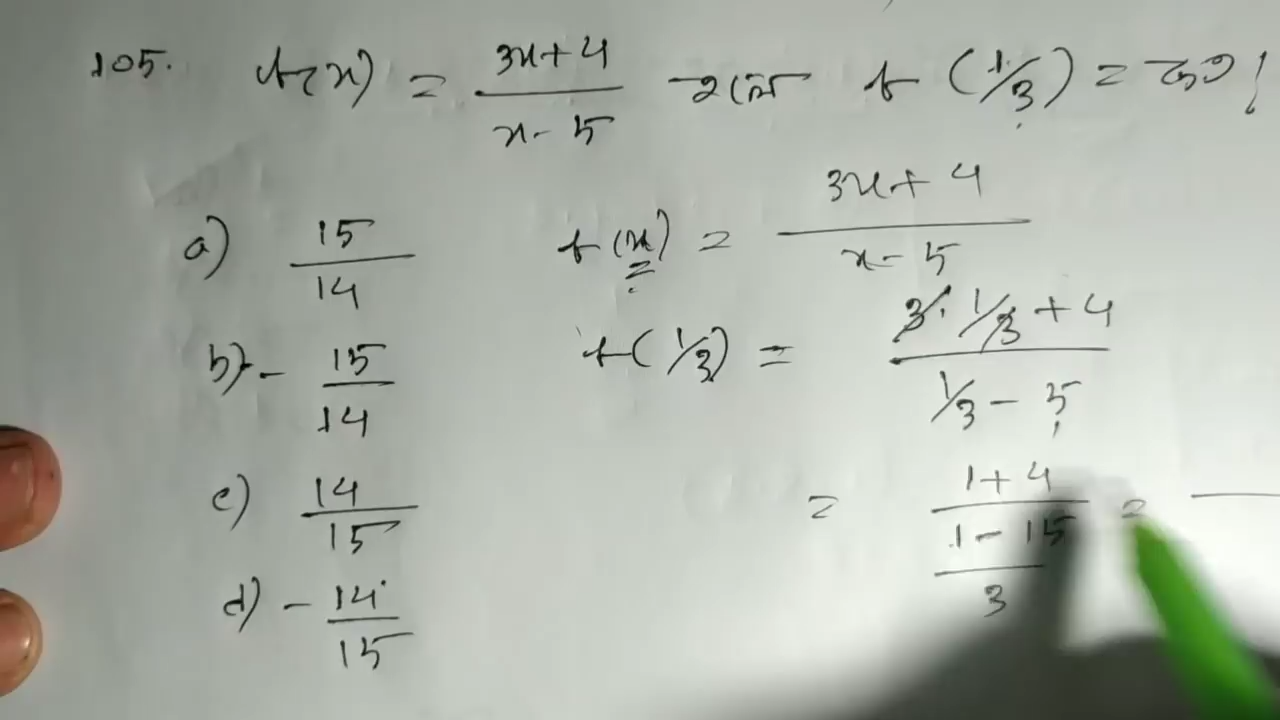 105. f(x) = (3x+4)/(x-5) হলে f(1/3) = কত?
a) 15/14
f(x) = (3x+4)/(x-5)
b) -15/14
f(1/3) = (3·1/3+4)/(1/3-5)
c) 14/15
= (1+4)/((1-15)/3) =
d) -14/15